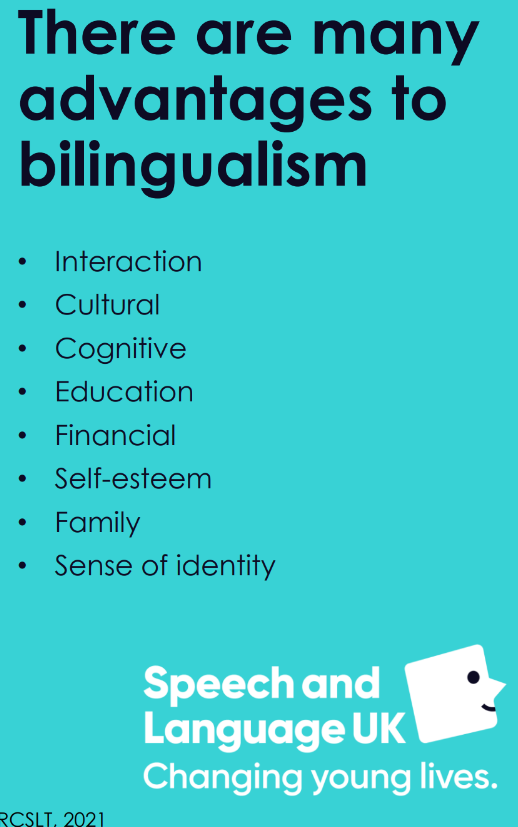 There are many
advantages to
bilingualism
• Interaction
• Cultural
• Cognitive
• Education
• Financial
• Self-esteem
• Family
• Sense of identity
Speech and
Language UK
Changing young lives.
RCSLT, 2021